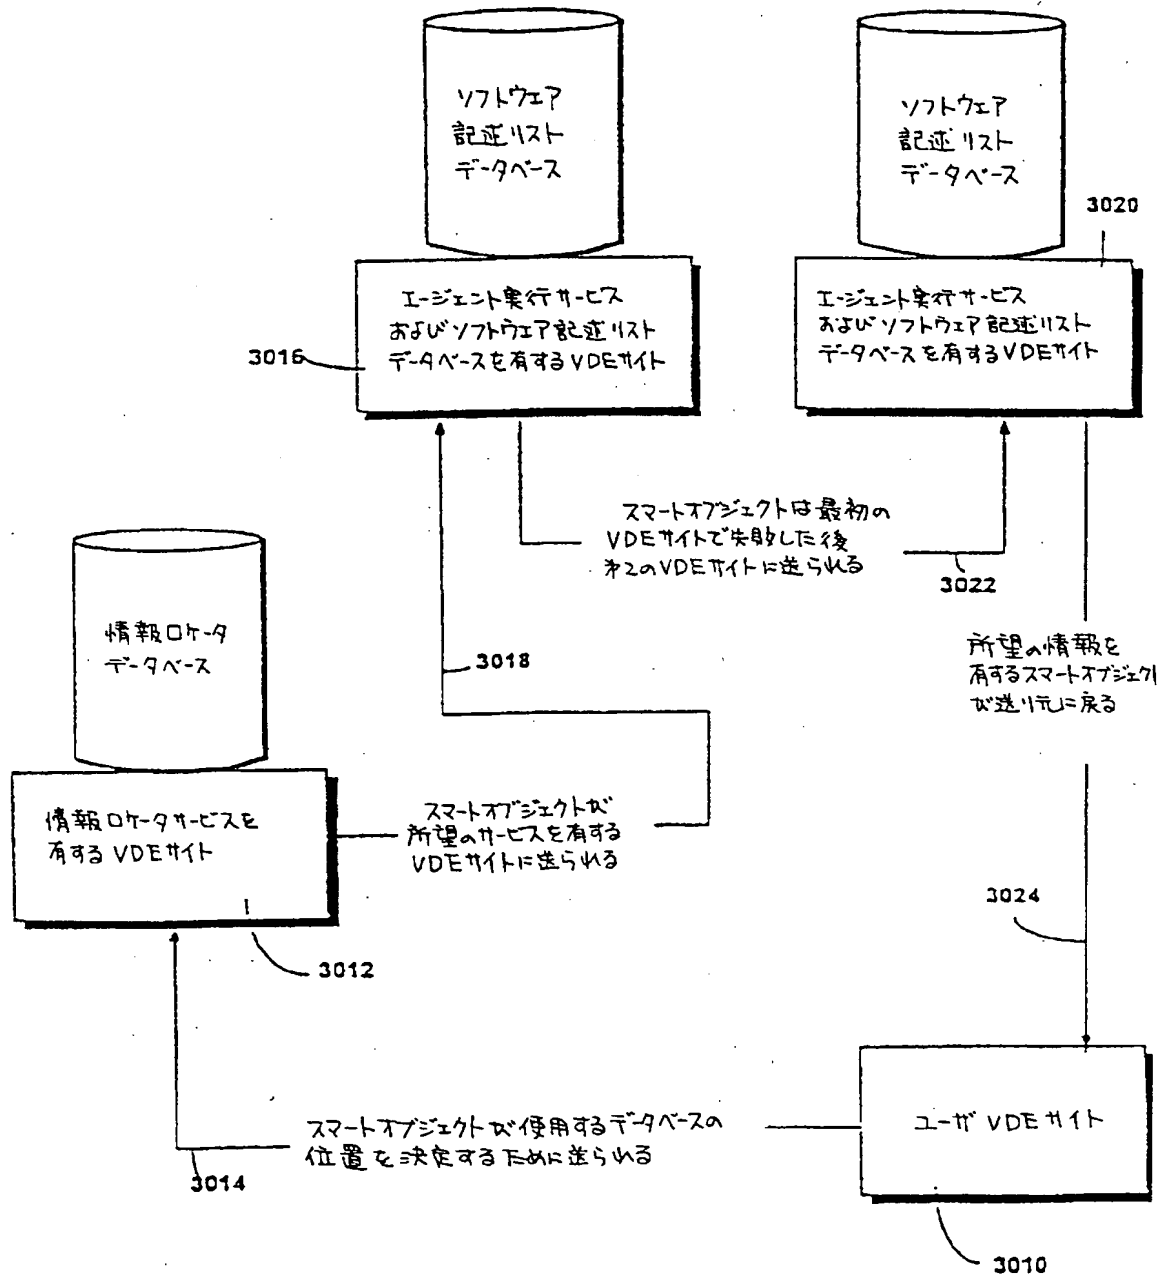 ソフトウェア
記述リスト
データベース
ソフトウェア
記述リスト
データベース
3020
エージェント実行サービス
およびソフトウェア記述リスト
データベースを有するVDEサイト
3016
エージェント実行サービス
およびソフトウェア記述リスト
データベースを有するVDEサイト
スマートオブジェクトは最初の
VDEサイトで失敗した後
第2のVDEサイトに送られる
3022
情報ロケータ
データベース
3018
所望の情報を
有するスマートオブジェクト
が送り元に戻る
情報ロケータサービスを
有するVDEサイト
スマートオブジェクトが
所望のサービスを有する
VDEサイトに送られる
3024
3012
ユーザVDEサイト
スマートオブジェクトが使用するデータベースの
位置を決定するために送られる
3014
3010